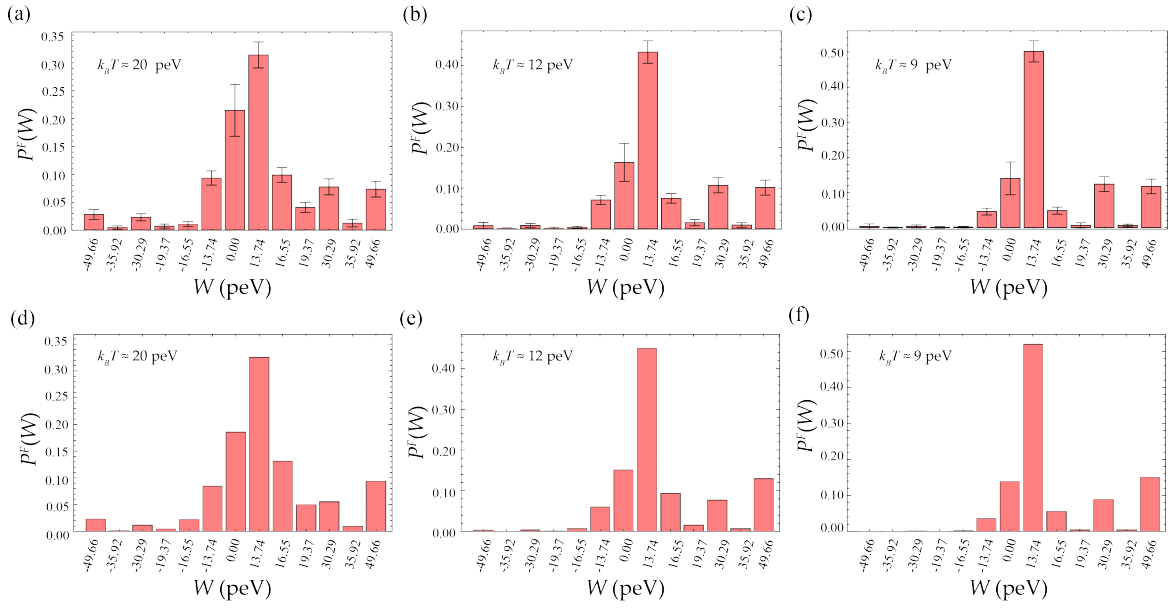 (a)
k_B T ≈ 20 peV
P^F(W)
0.35
0.30
0.25
0.20
0.15
0.10
0.05
0.00
-49.66 -35.92 -30.29 -19.37 -16.55 -13.74 0.00 13.74 16.55 19.37 30.29 35.92 49.66
W (peV)
(b)
k_B T ≈ 12 peV
P^F(W)
0.40
0.30
0.20
0.10
0.00
-49.66 -35.92 -30.29 -19.37 -16.55 -13.74 0.00 13.74 16.55 19.37 30.29 35.92 49.66
W (peV)
(c)
k_B T ≈ 9 peV
P^F(W)
0.50
0.40
0.30
0.20
0.10
0.00
-49.66 -35.92 -30.29 -19.37 -16.55 -13.74 0.00 13.74 16.55 19.37 30.29 35.92 49.66
W (peV)
(d)
k_B T ≈ 20 peV
P^F(W)
0.35
0.30
0.25
0.20
0.15
0.10
0.05
0.00
-49.66 -35.92 -30.29 -19.37 -16.55 -13.74 0.00 13.74 16.55 19.37 30.29 35.92 49.66
W (peV)
(e)
k_B T ≈ 12 peV
P^F(W)
0.40
0.30
0.20
0.10
0.00
-49.66 -35.92 -30.29 -19.37 -16.55 -13.74 0.00 13.74 16.55 19.37 30.29 35.92 49.66
W (peV)
(f)
k_B T ≈ 9 peV
P^F(W)
0.50
0.40
0.30
0.20
0.10
0.00
-49.66 -35.92 -30.29 -19.37 -16.55 -13.74 0.00 13.74 16.55 19.37 30.29 35.92 49.66
W (peV)